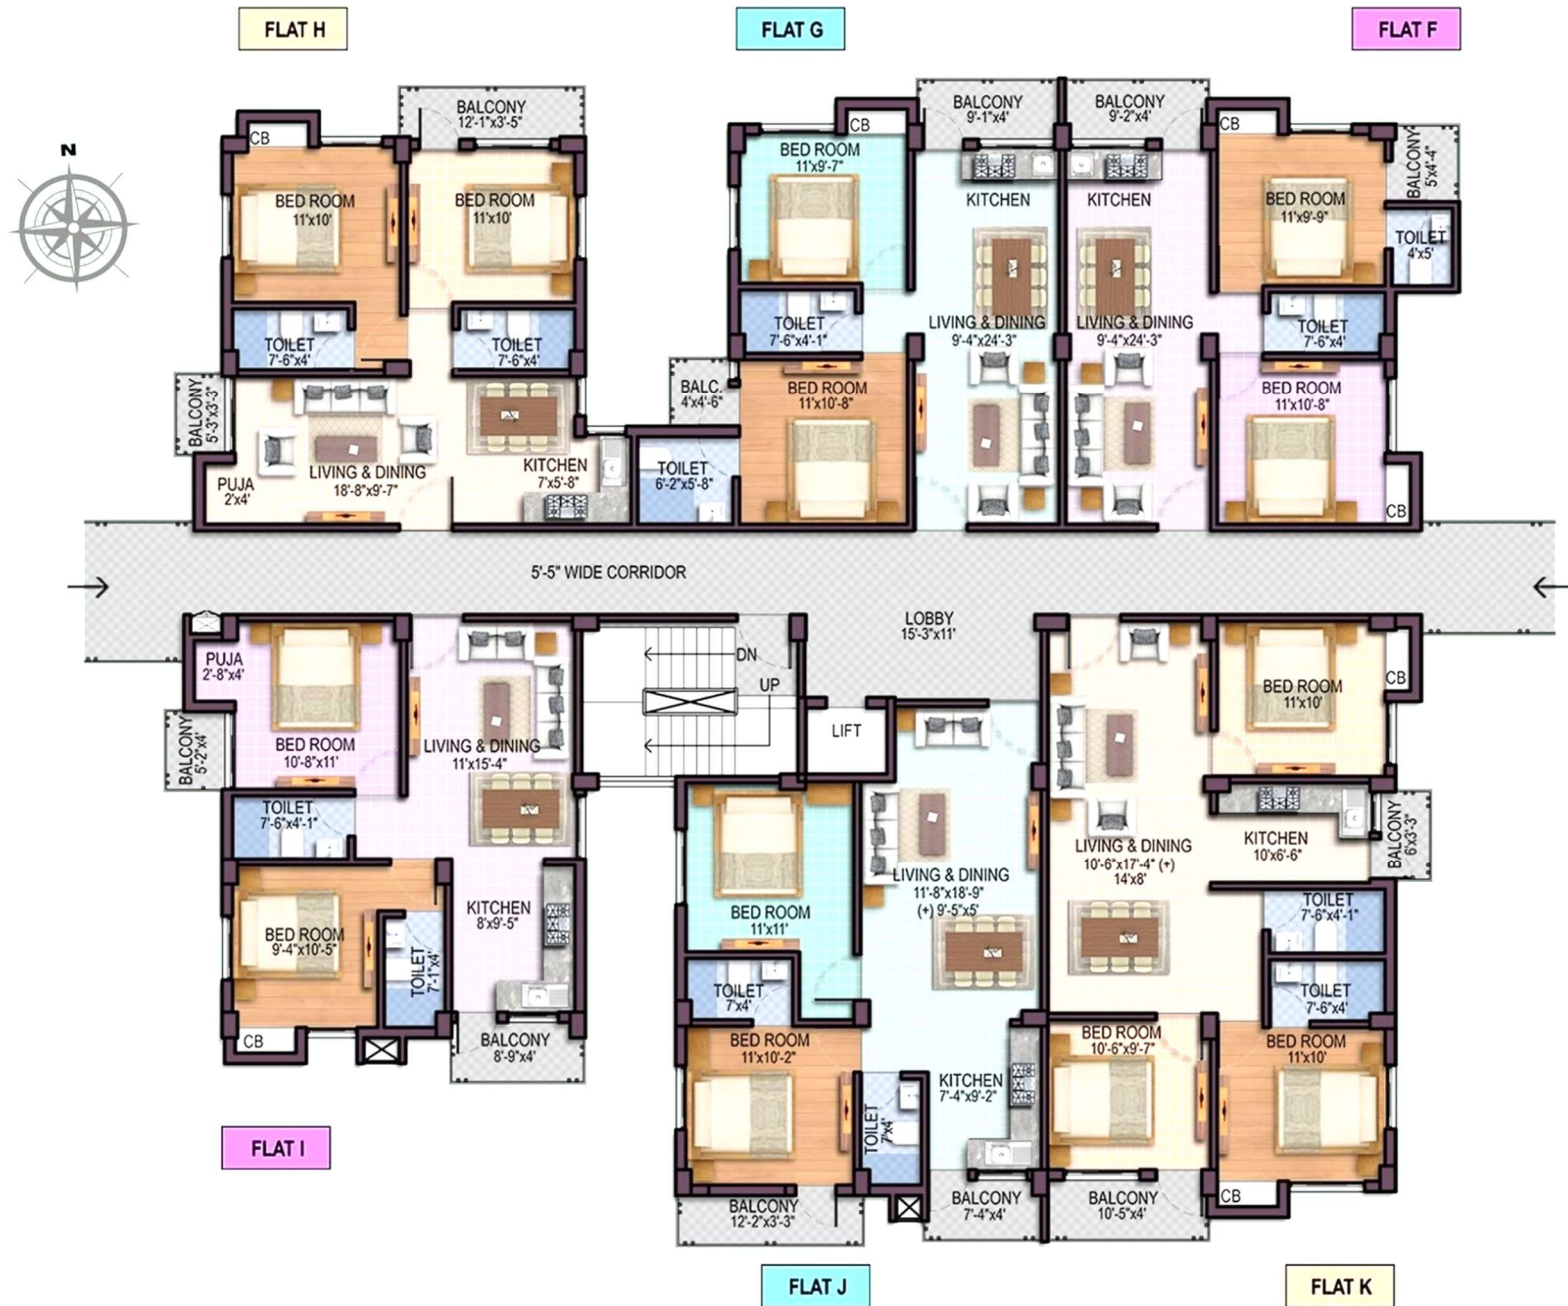 FLAT H
FLAT G
FLAT F
N
BALCONY
12'-1"x3'-5"
CB
BED ROOM
11'x10'
BED ROOM
11'x10'
TOILET
7'-6"x4'
TOILET
7'-6"x4'
BALCONY
5'-3"x3'-3"
PUJA
2'x4'
LIVING & DINING
18'-8"x9'-7"
KITCHEN
7'x5'-8"
BALCONY
9'-1"x4'
CB
BED ROOM
11'x9'-7"
KITCHEN
TOILET
7'-6"x4'-1"
LIVING & DINING
9'-4"x24'-3"
BALC.
4'x4'-6"
BED ROOM
11'x10'-8"
TOILET
6'-2"x5'-8"
BALCONY
9'-2"x4'
CB
BALCONY
5'x4'-4"
KITCHEN
BED ROOM
11'x9'-9"
TOILET
4'x5'
LIVING & DINING
9'-4"x24'-3"
TOILET
7'-6"x4'
BED ROOM
11'x10'-8"
CB
5'-5" WIDE CORRIDOR
LOBBY
15'-3"x11'
DN
UP
LIFT
PUJA
2'-8"x4'
BALCONY
5'-2"x4'
BED ROOM
10'-8"x11'
LIVING & DINING
11'x15'-4"
TOILET
7'-6"x4'-1"
BED ROOM
9'-4"x10'-5"
TOILET
7'-1"x4'
KITCHEN
8'x9'-5"
CB
BALCONY
8'-9"x4'
BED ROOM
11'x11'
LIVING & DINING
11'-8"x18'-9"
(+) 9'-5"x5'
TOILET
7'x4'
BED ROOM
11'x10'-2"
TOILET
7'x4'
KITCHEN
7'-4"x9'-2"
BALCONY
12'-2"x3'-3"
BALCONY
7'-4"x4'
BED ROOM
11'x10'
CB
KITCHEN
10'x6'-6"
BALCONY
6'x3'-3"
LIVING & DINING
10'-6"x17'-4" (+)
14'x8'
TOILET
7'-6"x4'-1"
TOILET
7'-6"x4'
BED ROOM
10'-6"x9'-7"
BED ROOM
11'x10'
BALCONY
10'-5"x4'
CB
FLAT I
FLAT J
FLAT K